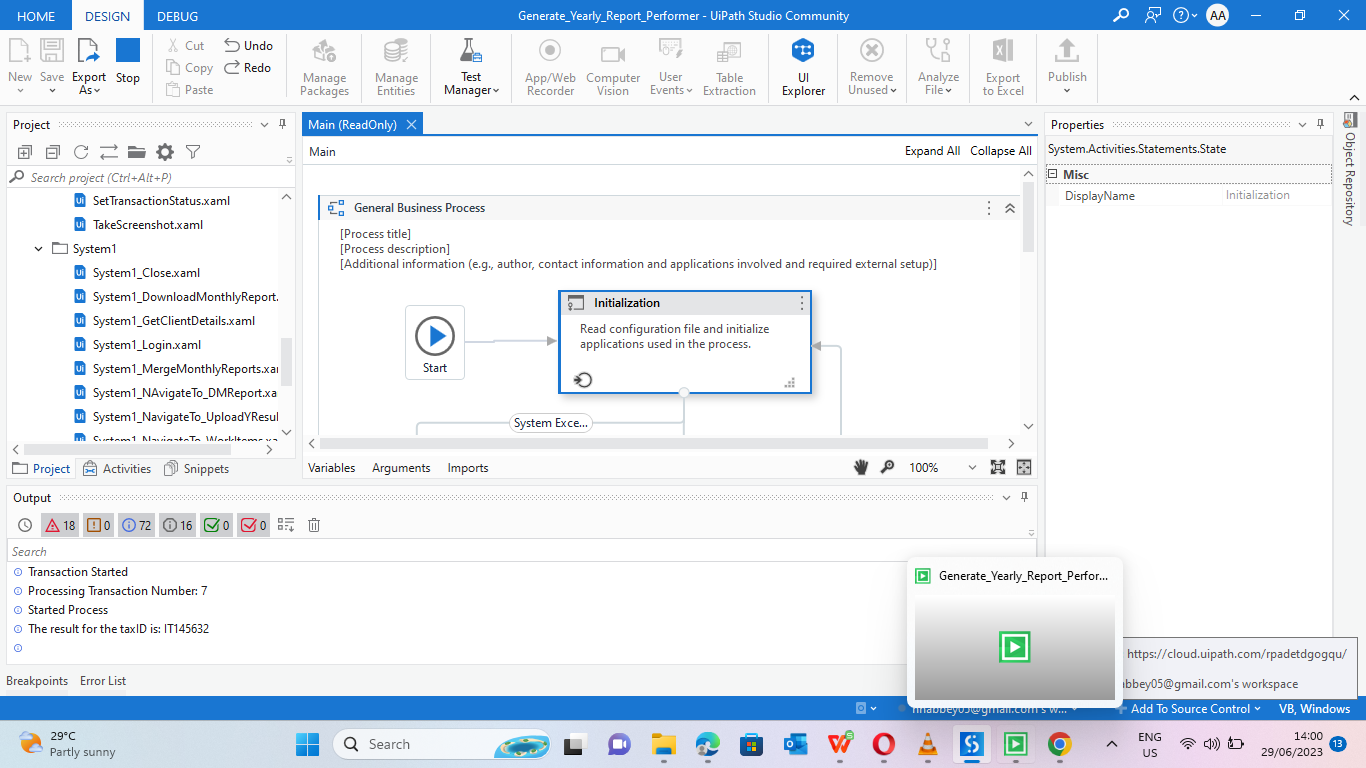 HOME DESIGN DEBUG Generate_Yearly_Report_Performer - UiPath Studio Community AA
New Save Export As Stop
Cut Undo
Copy Redo
Paste
Manage Packages
Manage Entities
Test Manager
App/Web Recorder
Computer Vision
User Events
Table Extraction
UI Explorer
Remove Unused
Analyze File
Export to Excel
Publish
Project
Search project (Ctrl+Alt+P)
SetTransactionStatus.xaml
TakeScreenshot.xaml
System1
System1_Close.xaml
System1_DownloadMonthlyReport.
System1_GetClientDetails.xaml
System1_Login.xaml
System1_MergeMonthlyReports.xa
System1_NAvigateTo_DMReport.xa
System1_NavigateTo_UploadYResul
System1_NavigateTo_WorkItems.xa
Project Activities Snippets
Main (ReadOnly)
Main Expand All Collapse All
General Business Process
[Process title]
[Process description]
[Additional information (e.g., author, contact information and applications involved and required external setup)]
Start
Initialization
Read configuration file and initialize
applications used in the process.
System Exce...
Variables Arguments Imports 100%
Properties
System.Activities.Statements.State
Misc
DisplayName Initialization
Object Repository
Output
18 0 72 16 0 0
Search
Transaction Started
Processing Transaction Number: 7
Started Process
The result for the taxID is: IT145632
Breakpoints Error List
Generate_Yearly_Report_Perfor...
https://cloud.uipath.com/rpadetdgogqu/
abbey05@gmail.com's workspace
nnabbey05@gmail.com's w... Add To Source Control VB, Windows
29°C
Partly sunny
Search
ENG
US
14:00
29/06/2023
13